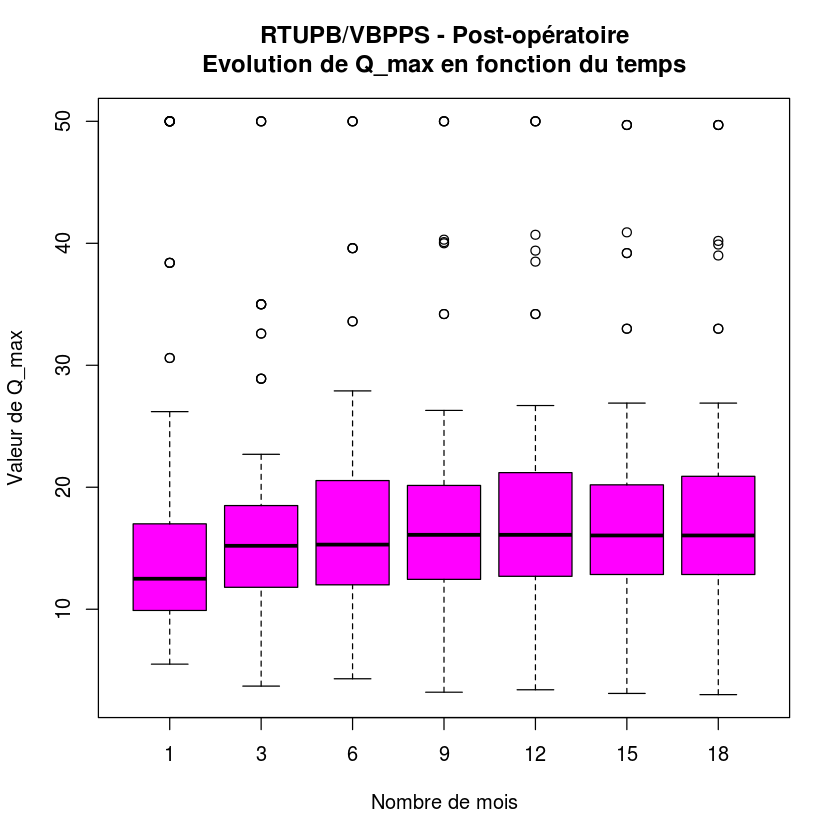 RTUPB/VBPPS - Post-opératoire
Evolution de Q_max en fonction du temps
Valeur de Q_max
50
40
30
20
10
1 3 6 9 12 15 18
Nombre de mois